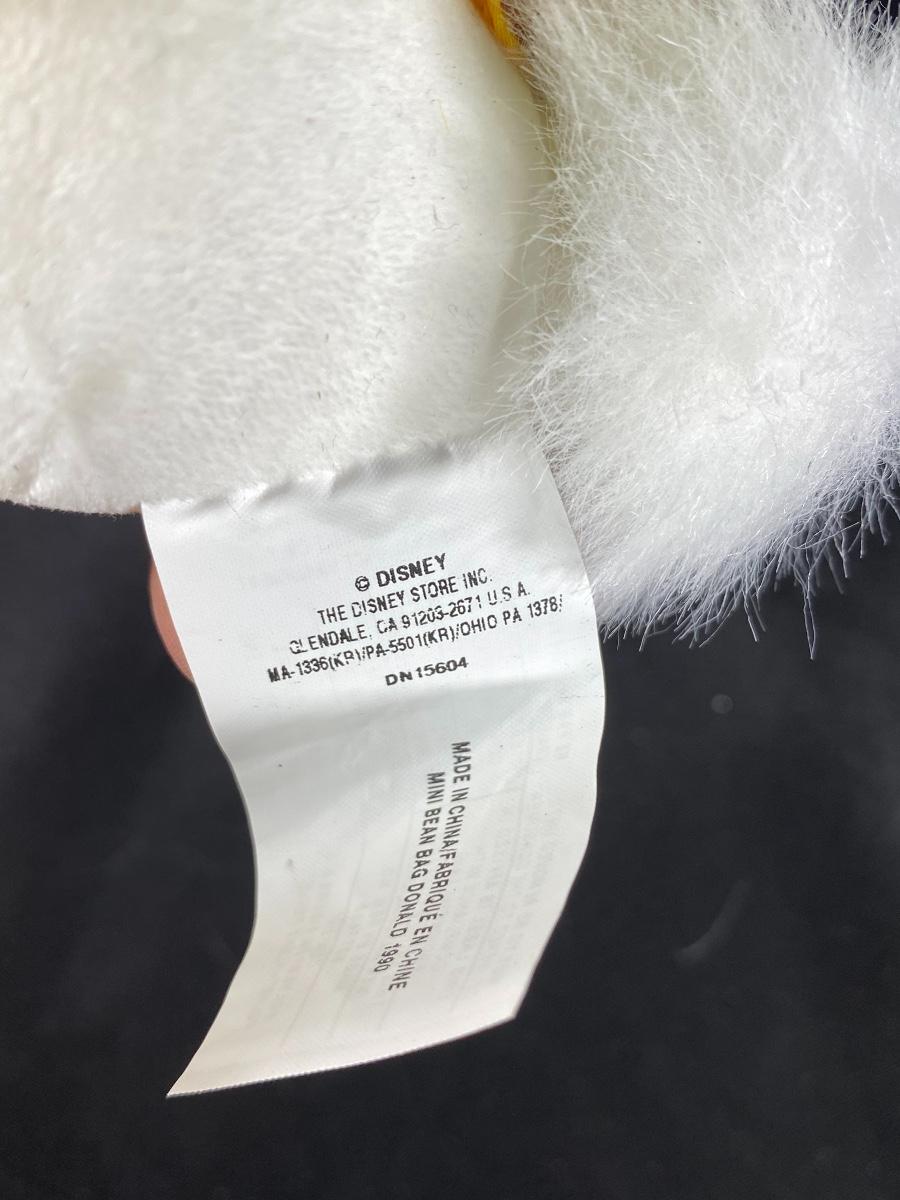 © DISNEY
THE DISNEY STORE INC.
GLENDALE, CA 91203-2671 U.S.A.
MA-1336(KR)/PA-5501(KR)/OHIO PA 1378/
DN15604
MADE IN CHINA/FABRIQUÉ EN CHINE
MINI BEAN BAG DONALD 1990